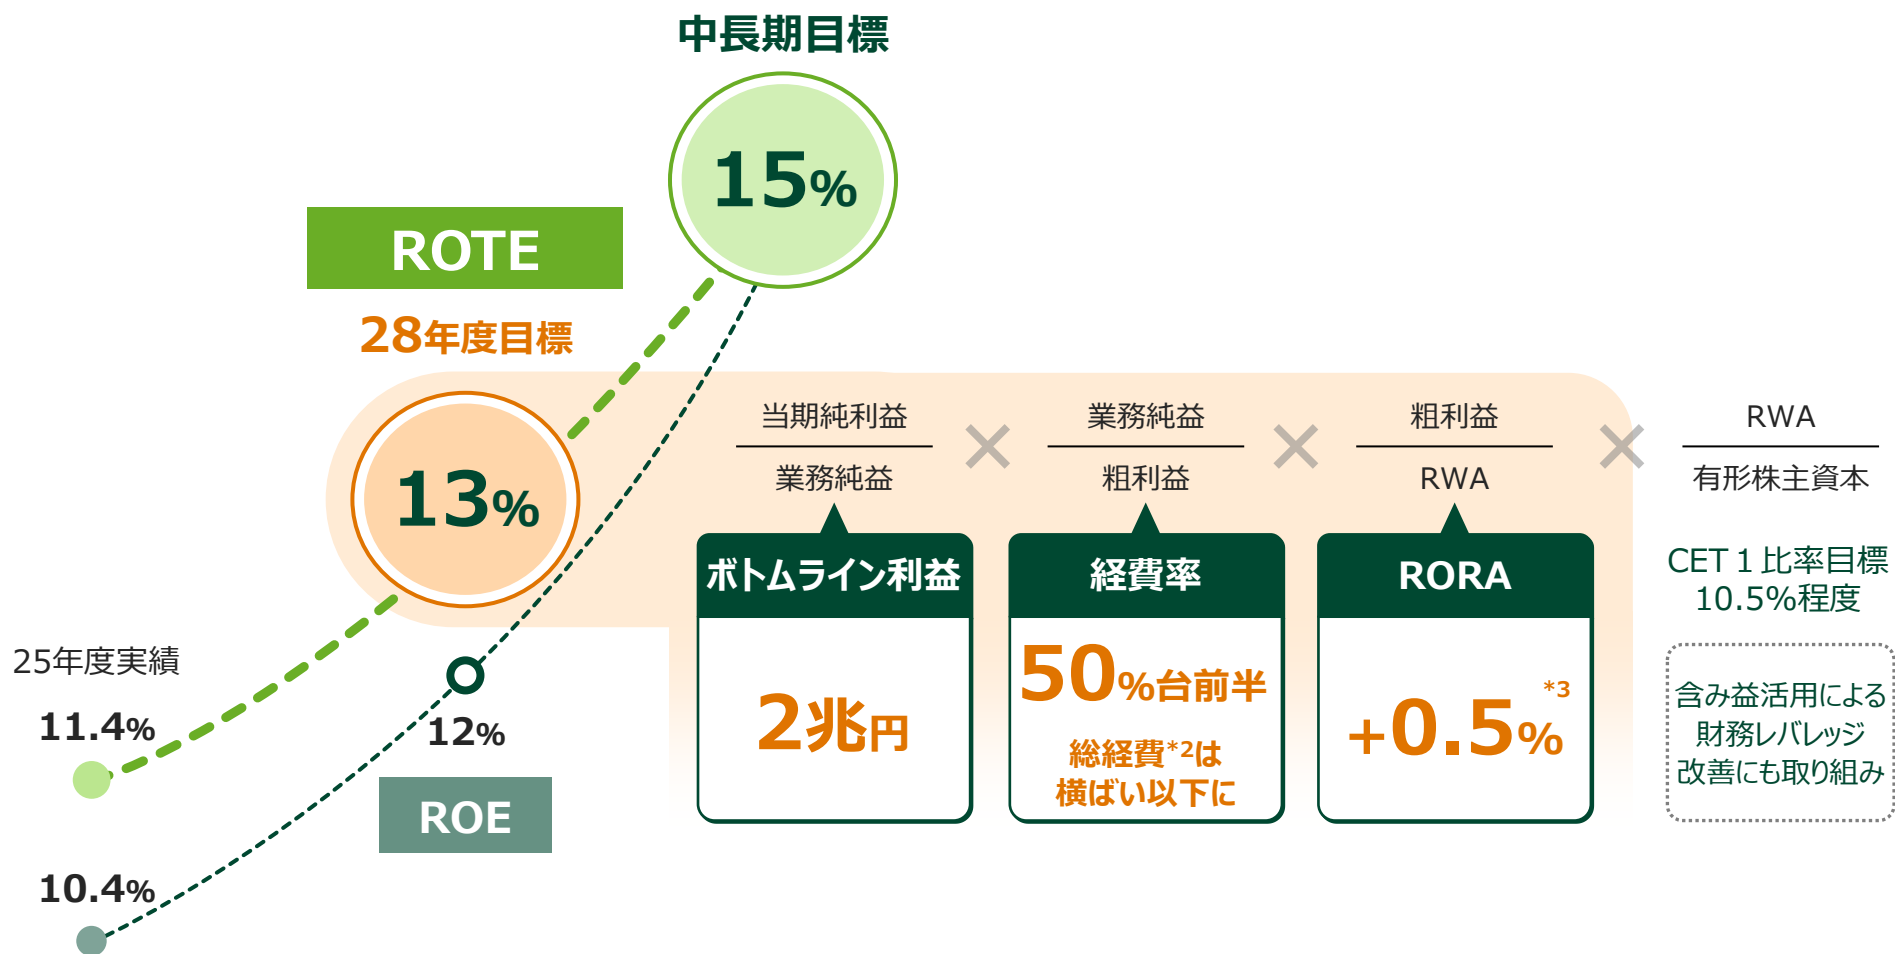 中長期目標
15%
ROTE
28年度目標
13%
25年度実績
11.4%
12%
ROE
10.4%
当期純利益
業務純益
×
業務純益
粗利益
×
粗利益
RWA
×
RWA
有形株主資本
ボトムライン利益
2兆円
経費率
50%台前半
総経費*2は
横ばい以下に
RORA
+0.5%*3
CET１比率目標
10.5%程度
含み益活用による
財務レバレッジ
改善にも取り組み